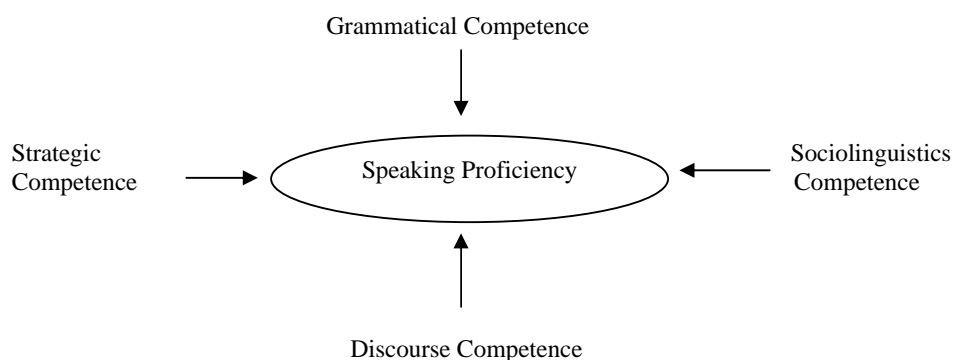 Grammatical Competence
Strategic
Competence
Speaking Proficiency
Sociolinguistics
Competence
Discourse Competence